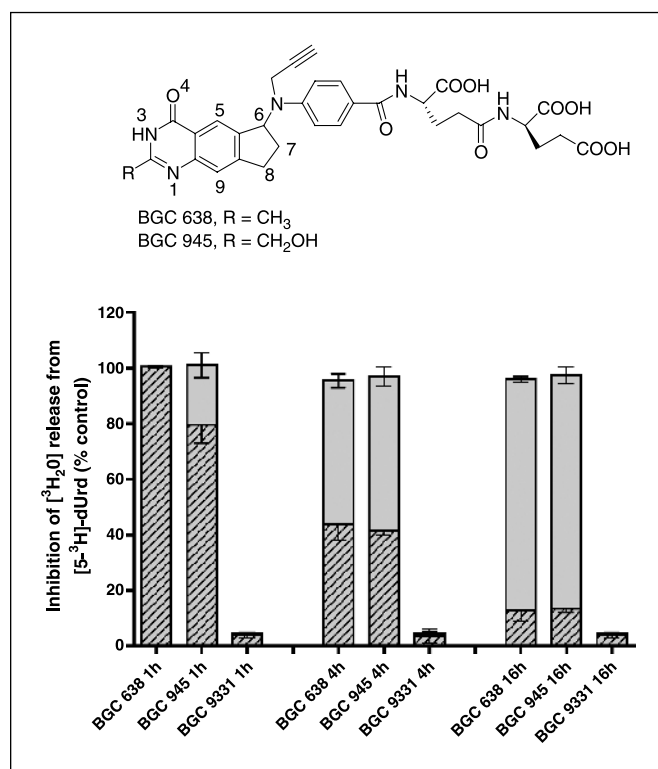 O
4
3
HN
5
6
N
H
N
COOH
O
7
H
N
COOH
O
COOH
R
N
1
9
8
BGC 638, R = CH₃
BGC 945, R = CH₂OH
Inhibition of [³H₂0] release from
[5-³H]-dUrd (% control)
120
100
80
60
40
20
0
BGC 638 1h
BGC 945 1h
BGC 9331 1h
BGC 638 4h
BGC 945 4h
BGC 9331 4h
BGC 638 16h
BGC 945 16h
BGC 9331 16h